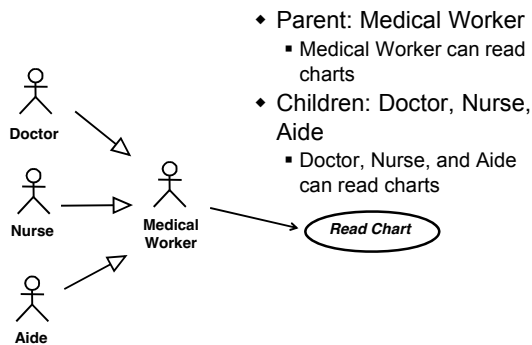 ◆ Parent: Medical Worker
▪ Medical Worker can read
charts
◆ Children: Doctor, Nurse,
Aide
▪ Doctor, Nurse, and Aide
can read charts
Doctor
Nurse
Medical
Worker
Read Chart
Aide